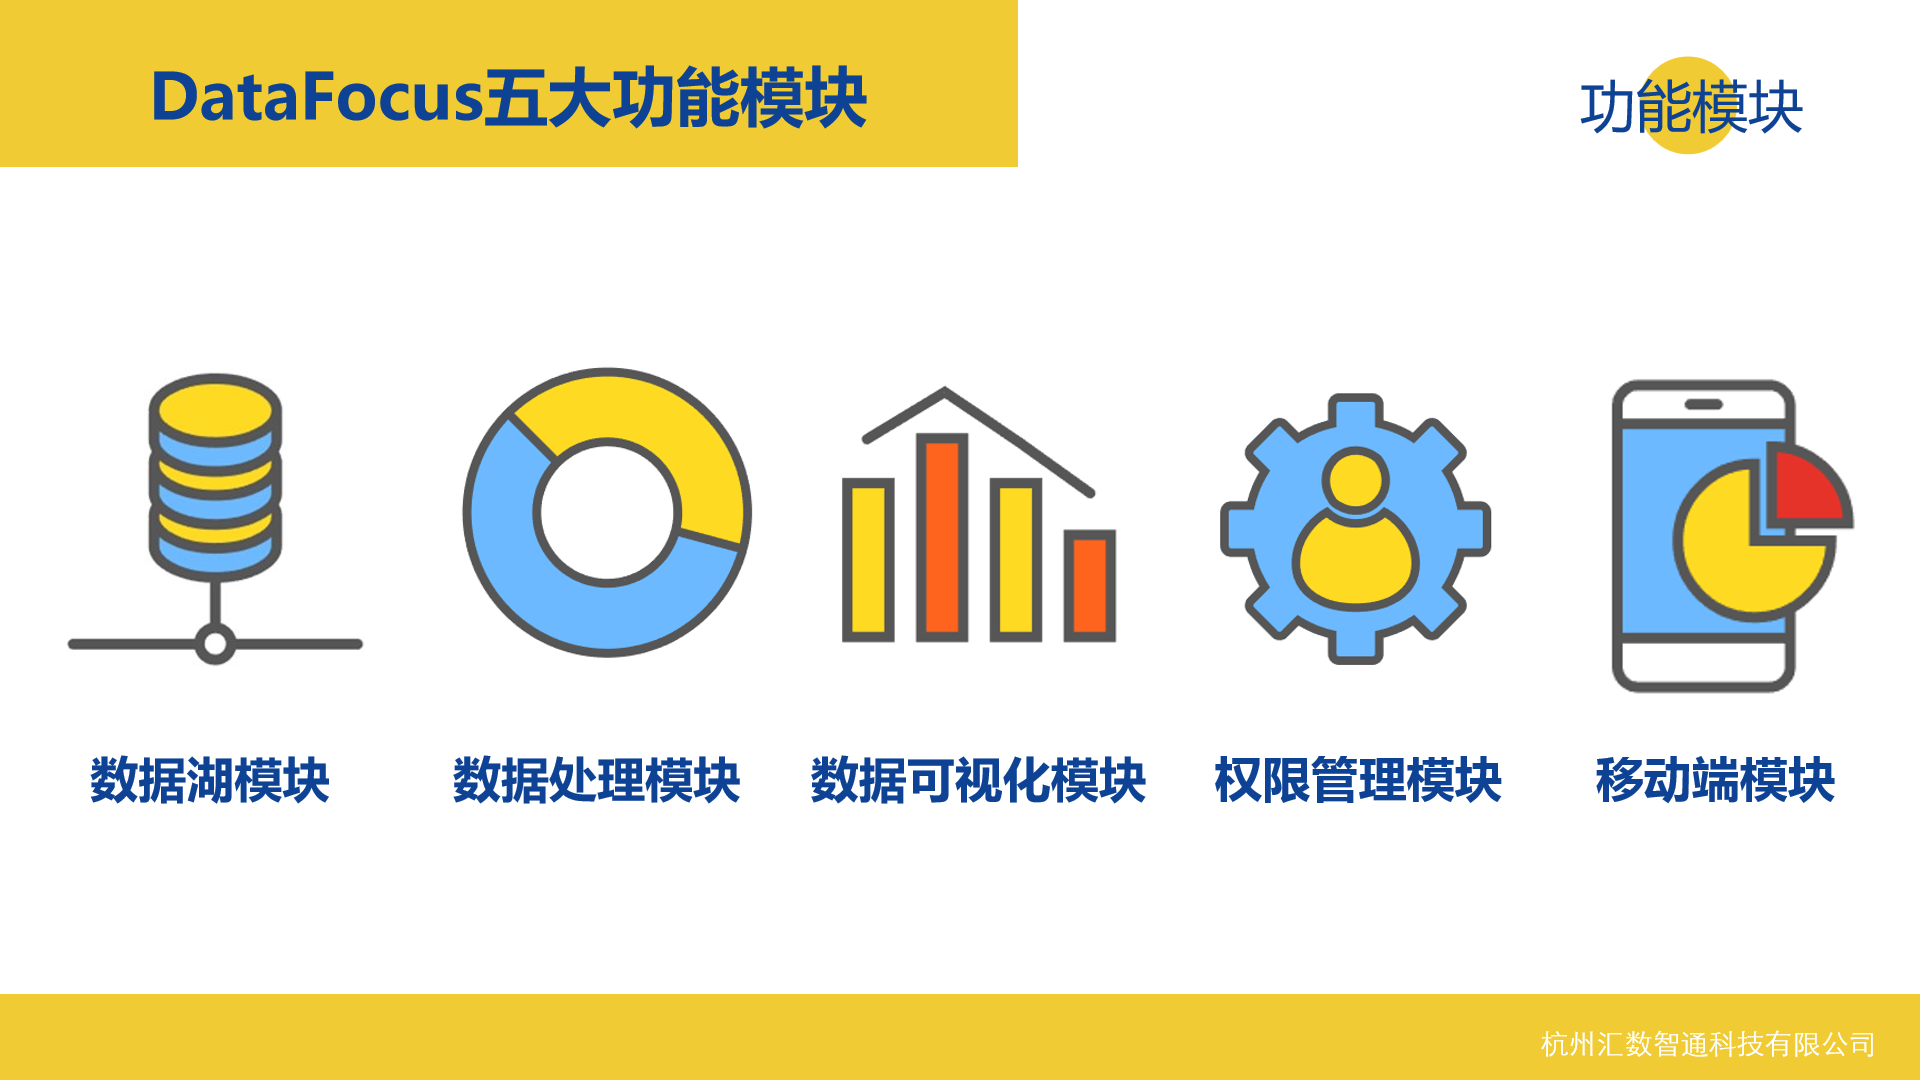 DataFocus五大功能模块
功能模块
数据湖模块
数据处理模块
数据可视化模块
权限管理模块
移动端模块
杭州汇数智通科技有限公司